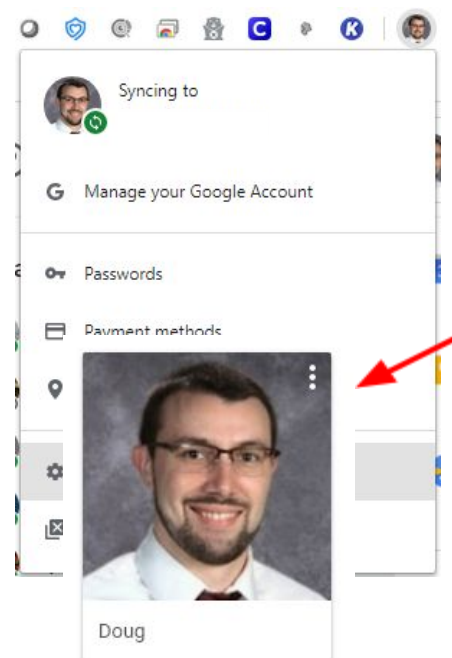 Syncing to
Manage your Google Account
Passwords
Payment methods
Doug